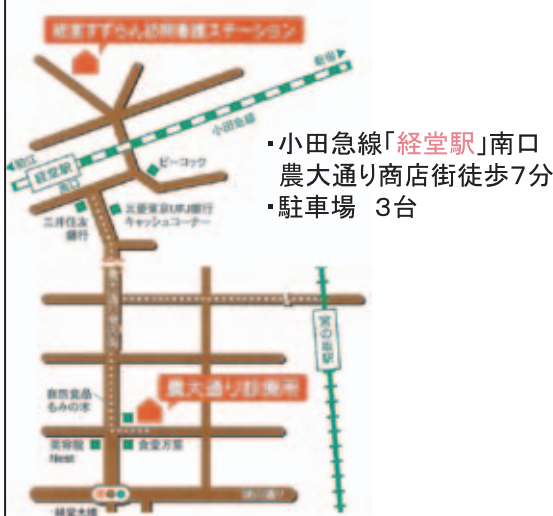 経堂すずらん訪問看護ステーション
新宿
小田急線
狛江
経堂駅
南口
ピーコック
三井住友
銀行
三菱東京UFJ銀行
キャッシュコーナー
・小田急線「経堂駅」南口
農大通り商店街徒歩7分
・駐車場　3台
宮の坂駅
農大通り診療所
自然食品
もみの木
美容院
Nest
食堂万葉